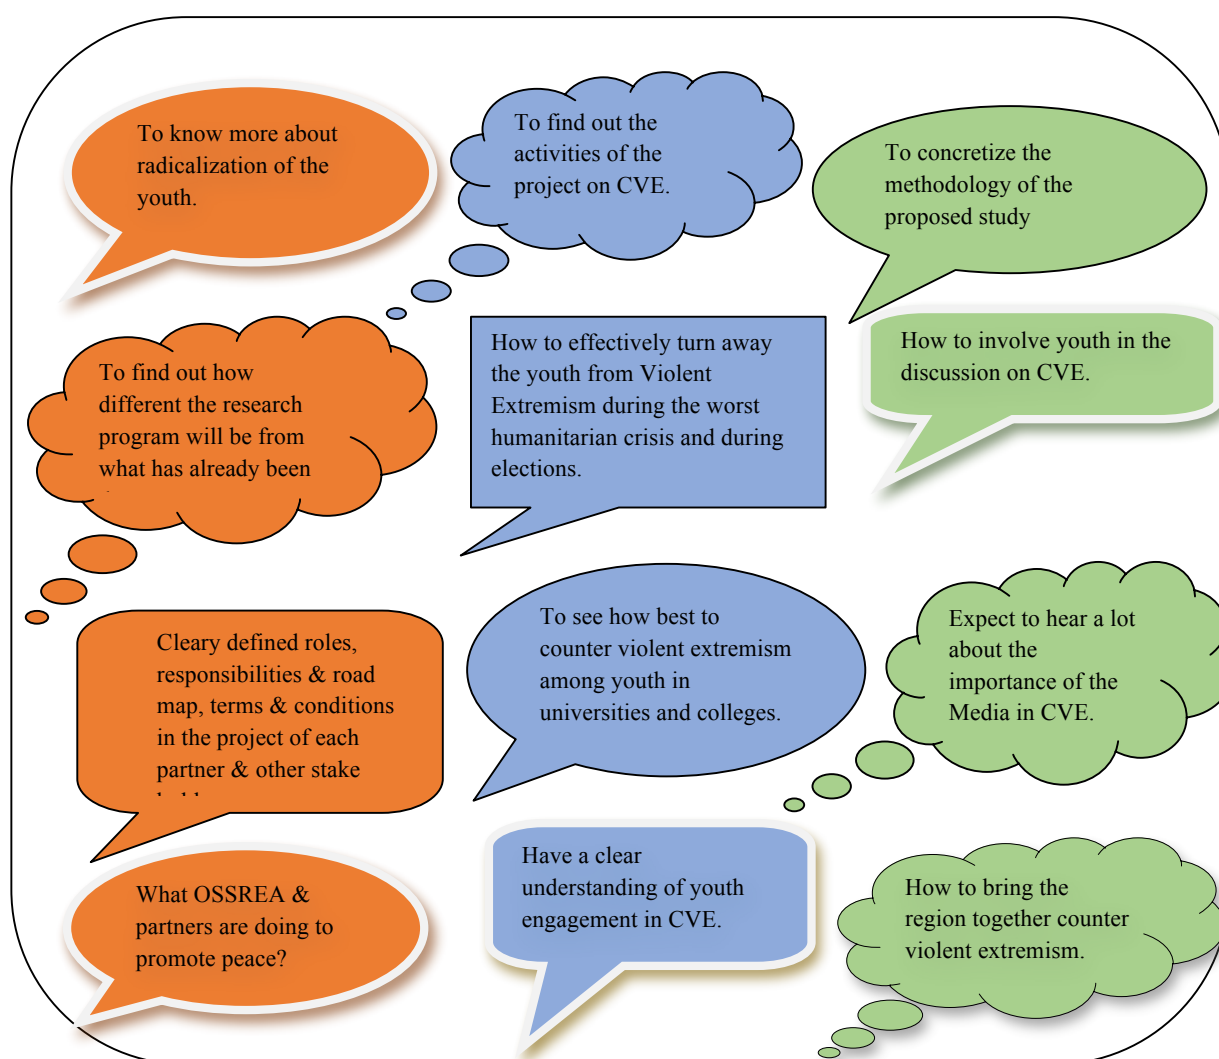 To know more about
radicalization of the
youth.
To find out the
activities of the
project on CVE.
To concretize the
methodology of the
proposed study
To find out how
different the research
program will be from
what has already been
How to effectively turn away
the youth from Violent
Extremism during the worst
humanitarian crisis and during
elections.
How to involve youth in the
discussion on CVE.
Cleary defined roles,
responsibilities & road
map, terms & conditions
in the project of each
partner & other stake
To see how best to
counter violent extremism
among youth in
universities and colleges.
Expect to hear a lot
about the
importance of the
Media in CVE.
What OSSREA &
partners are doing to
promote peace?
Have a clear
understanding of youth
engagement in CVE.
How to bring the
region together counter
violent extremism.